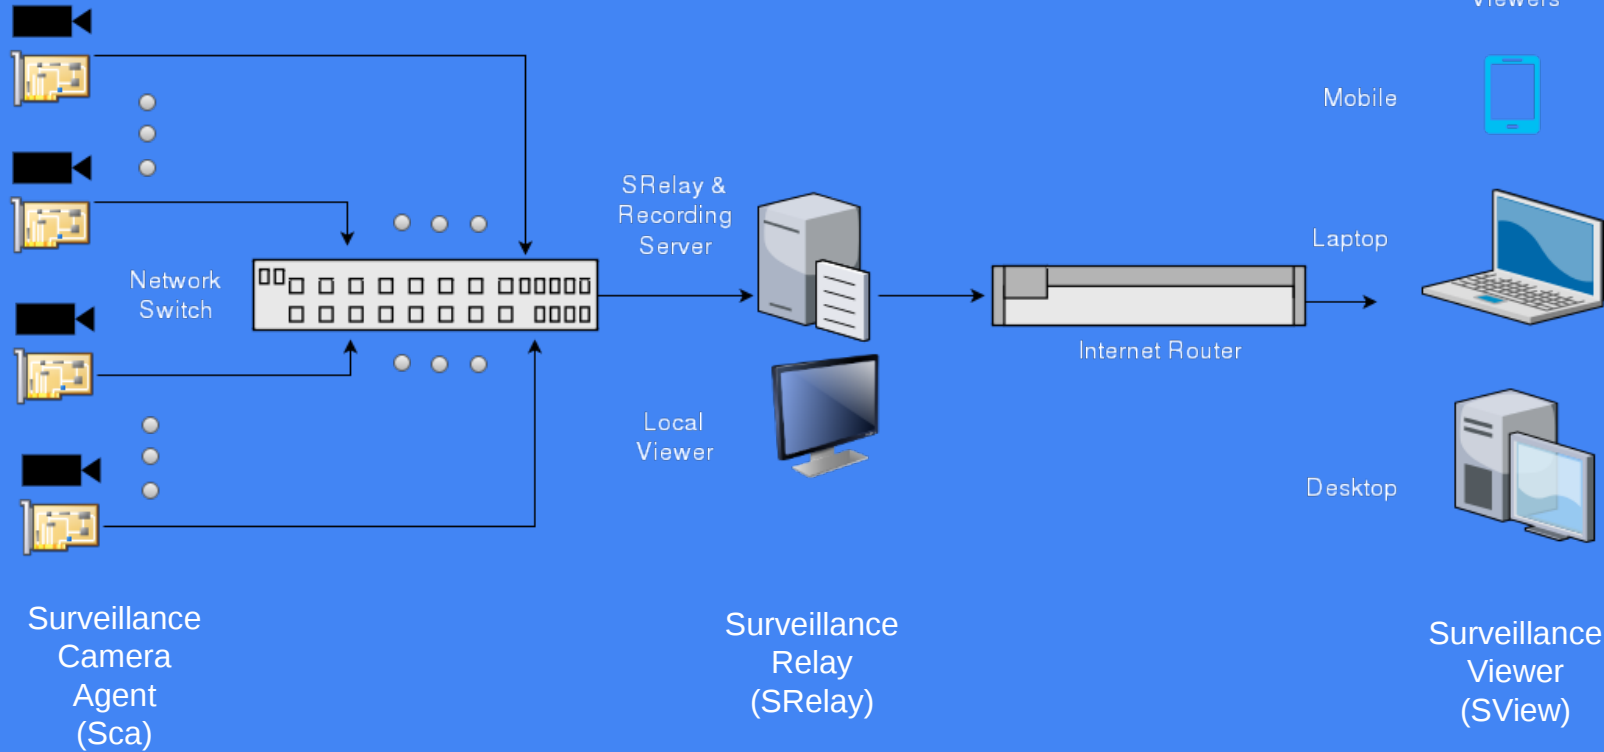 Viewers
Mobile
SRelay &
Recording
Server
Laptop
Network
Switch
Internet Router
Local
Viewer
Desktop
Surveillance
Camera
Agent
(Sca)
Surveillance
Relay
(SRelay)
Surveillance
Viewer
(SView)